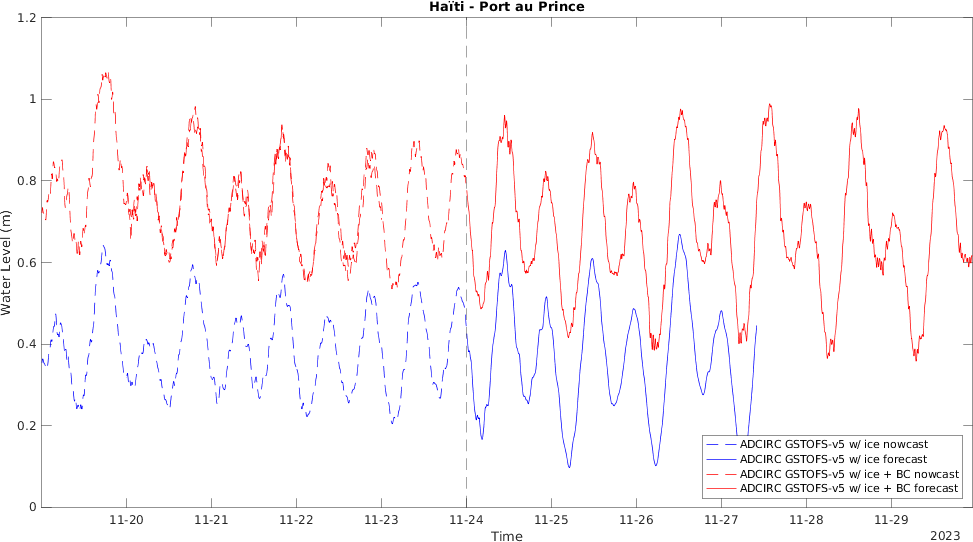 Haïti - Port au Prince
1.2
1
0.8
0.6
0.4
0.2
0
Water Level (m)
ADCIRC GSTOFS-v5 w/ ice nowcast
ADCIRC GSTOFS-v5 w/ ice forecast
ADCIRC GSTOFS-v5 w/ ice + BC nowcast
ADCIRC GSTOFS-v5 w/ ice + BC forecast
11-20 11-21 11-22 11-23 11-24 11-25 11-26 11-27 11-28 11-29
Time
2023